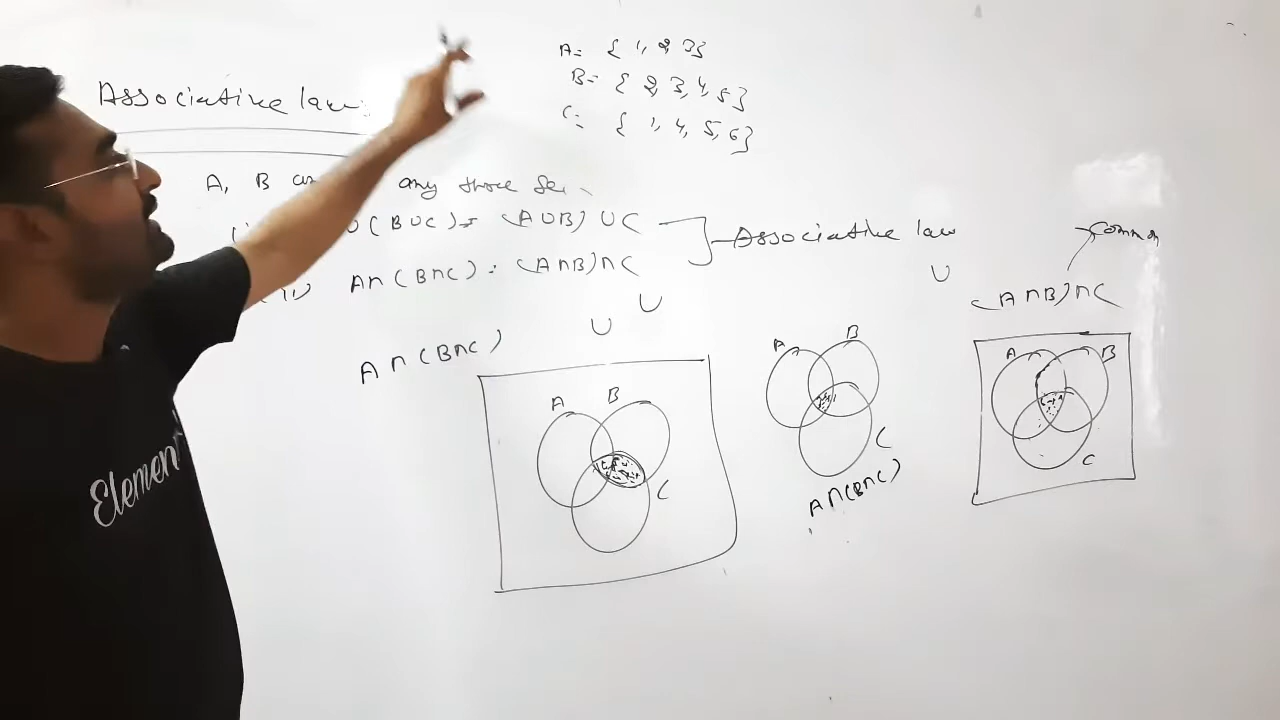 Associative law:
A= { 1, 2, 3}
B= { 2, 3, 4, 5}
C= { 1, 4, 5, 6}
A, B any three
U (B U C) = (A U B) U C
A ∩ (B ∩ C) = (A ∩ B) ∩ C
Associative law
Common
U
U
U
A ∩ (B ∩ C)
A B
C
A B
C
A ∩ (B ∩ C)
(A ∩ B) ∩ C
A B
C
Element